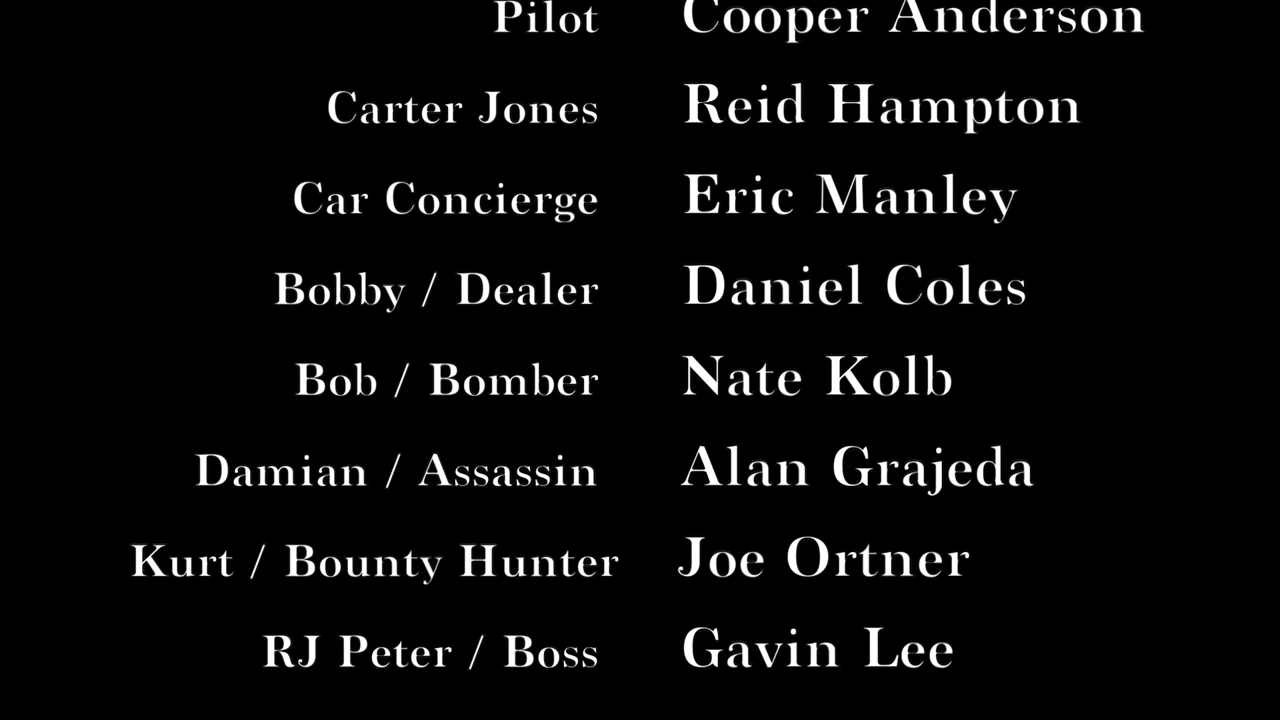 Pilot Cooper Anderson
Carter Jones Reid Hampton
Car Concierge Eric Manley
Bobby / Dealer Daniel Coles
Bob / Bomber Nate Kolb
Damian / Assassin Alan Grajeda
Kurt / Bounty Hunter Joe Ortner
RJ Peter / Boss Gavin Lee